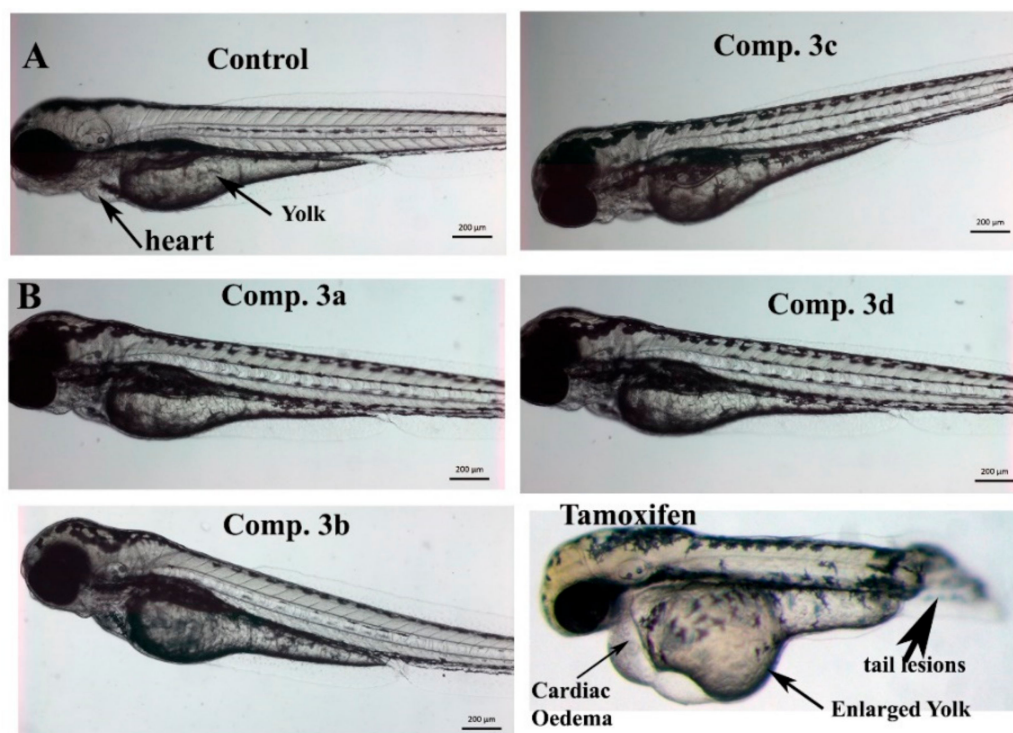 A
Control
heart
Yolk
200 µm
Comp. 3c
200 µm
B
Comp. 3a
200 µm
Comp. 3d
200 µm
Comp. 3b
200 µm
Tamoxifen
Cardiac
Oedema
Enlarged Yolk
tail lesions